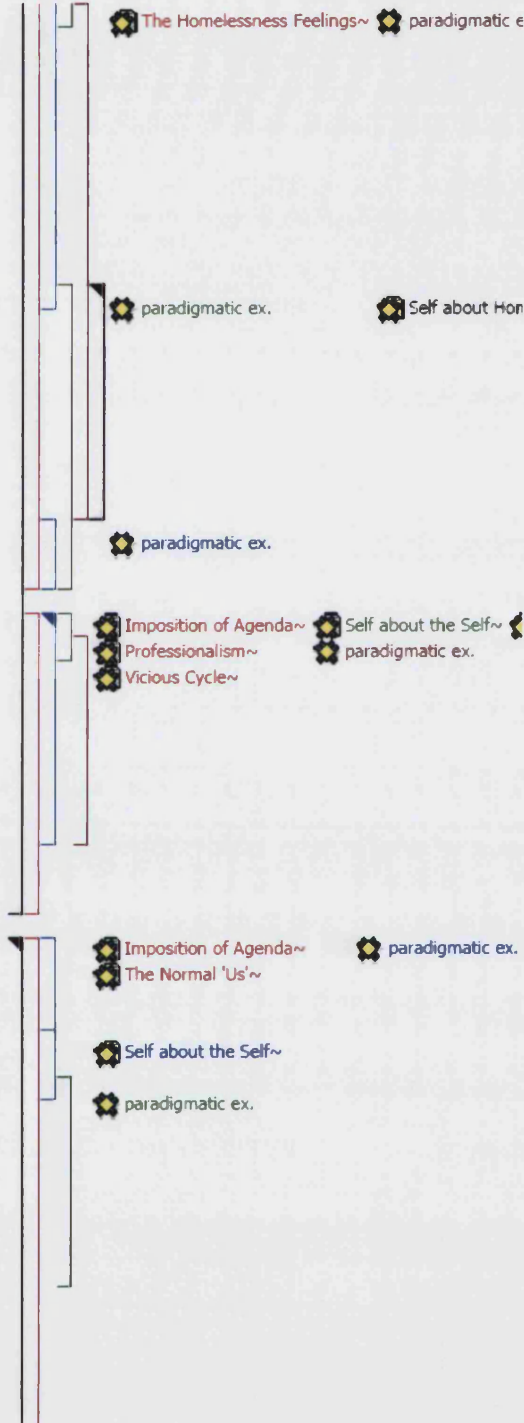 The Homelessness Feelings~ paradigmatic e
paradigmatic ex. Self about Hom
paradigmatic ex.
Imposition of Agenda~ Self about the Self~
Professionalism~ paradigmatic ex.
Vicious Cycle~
Imposition of Agenda~ paradigmatic ex.
The Normal 'Us'~
Self about the Self~
paradigmatic ex.